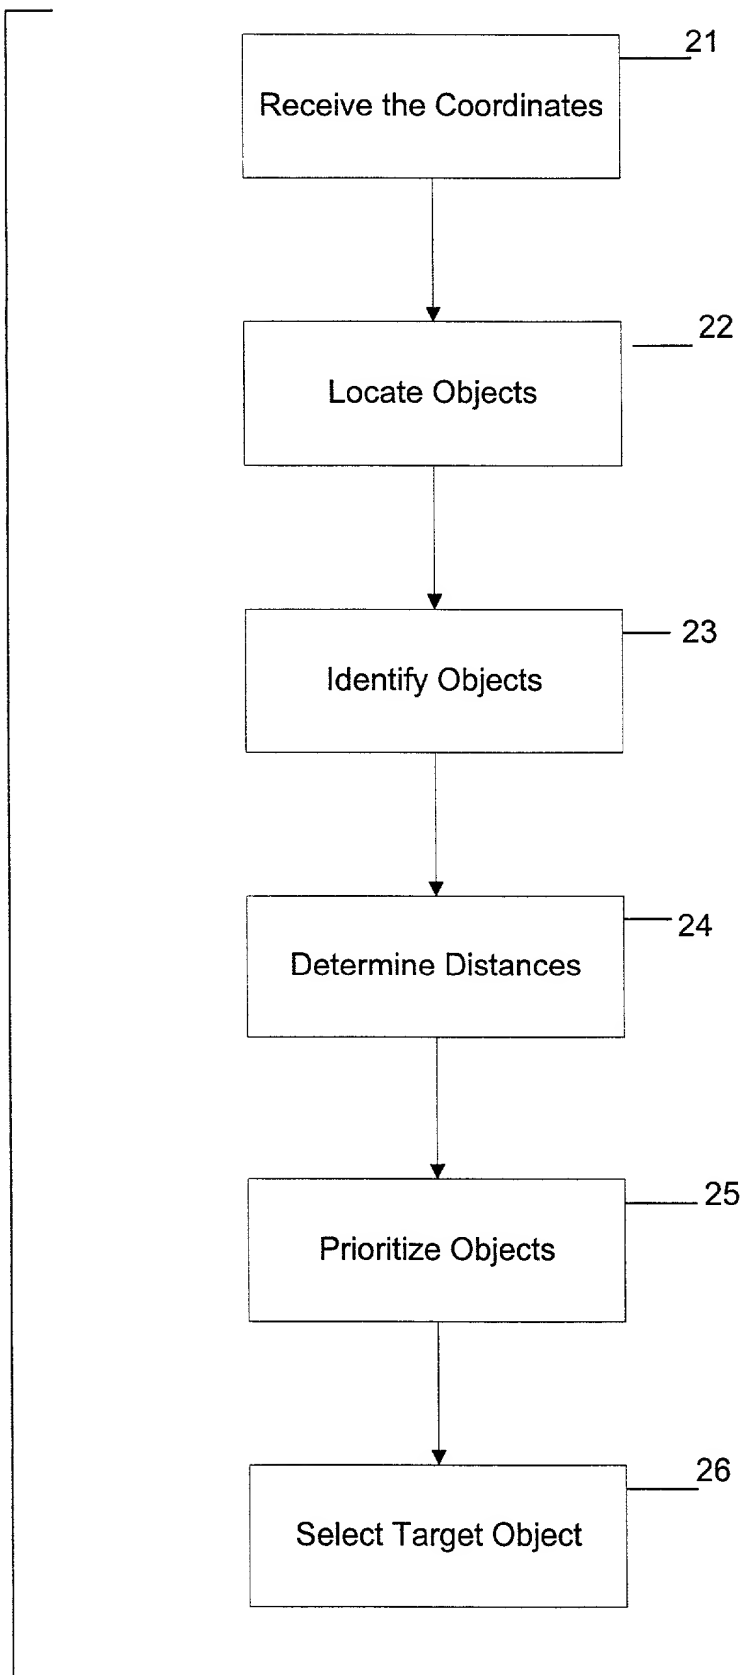 21
Receive the Coordinates
22
Locate Objects
23
Identify Objects
24
Determine Distances
25
Prioritize Objects
26
Select Target Object